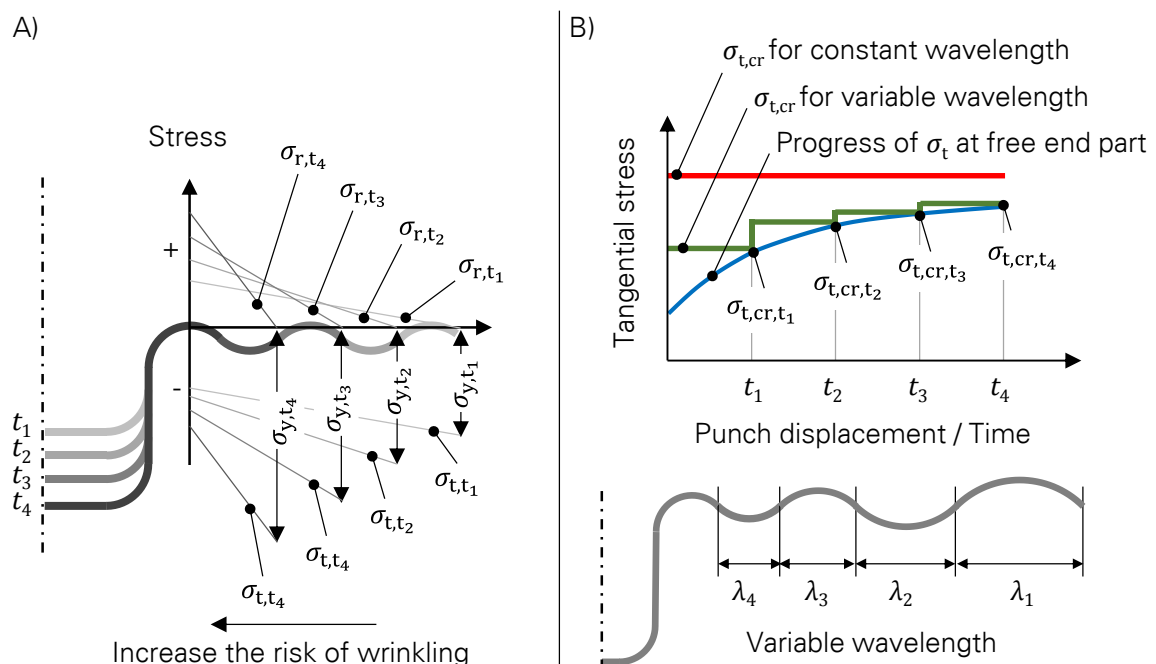 A)
Stress
σr,t4
σr,t3
σr,t2
σr,t1
+
-
σy,t4
σy,t3
σy,t2
σy,t1
t1
t2
t3
t4
σt,t1
σt,t2
σt,t4
σt,t4
Increase the risk of wrinkling
B)
σt,cr for constant wavelength
σt,cr for variable wavelength
Progress of σt at free end part
Tangential stress
σt,cr,t1
σt,cr,t2
σt,cr,t3
σt,cr,t4
t1 t2 t3 t4
Punch displacement / Time
λ4 λ3 λ2 λ1
Variable wavelength